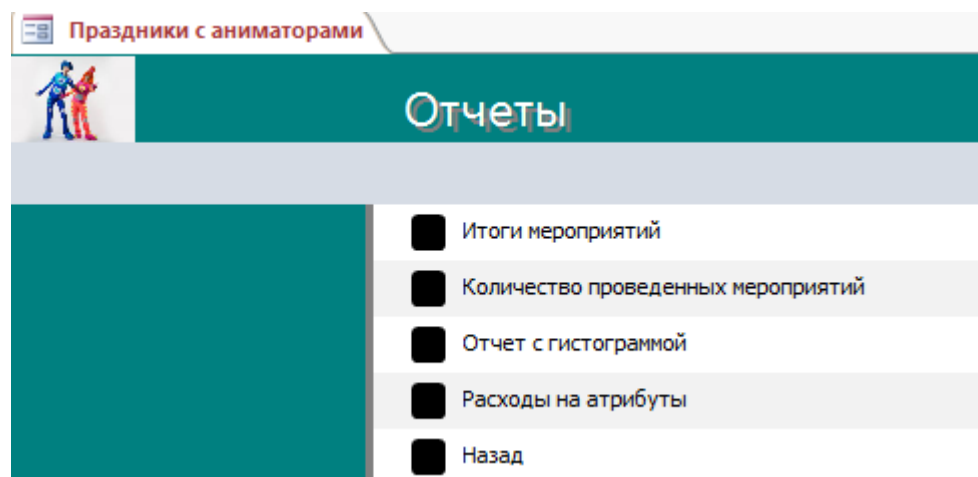 Праздники с аниматорами
Отчеты
Итоги мероприятий
Количество проведенных мероприятий
Отчет с гистограммой
Расходы на атрибуты
Назад